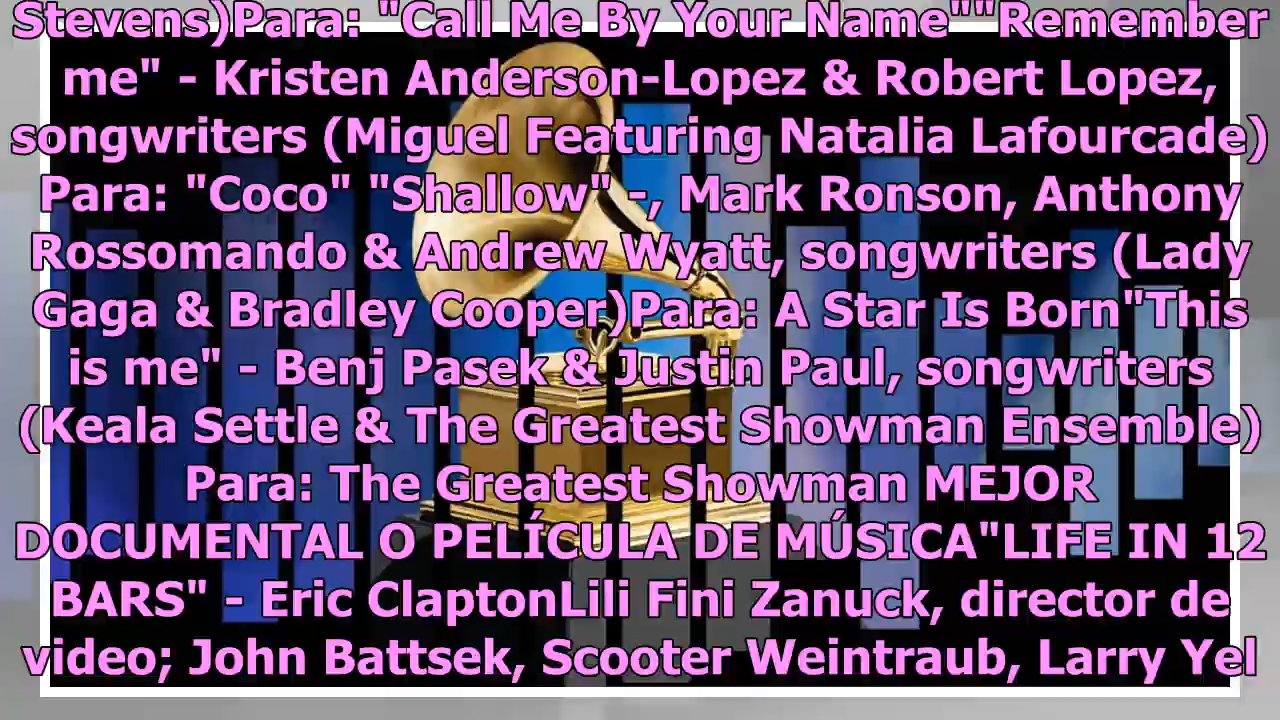 Stevens)Para: "Call Me By Your Name""Remember
me" - Kristen Anderson-Lopez & Robert Lopez,
songwriters (Miguel Featuring Natalia Lafourcade)
Para: "Coco" "Shallow" -, Mark Ronson, Anthony
Rossomando & Andrew Wyatt, songwriters (Lady
Gaga & Bradley Cooper)Para: A Star Is Born"This
is me" - Benj Pasek & Justin Paul, songwriters
(Keala Settle & The Greatest Showman Ensemble)
Para: The Greatest Showman MEJOR
DOCUMENTAL O PELÍCULA DE MÚSICA"LIFE IN 12
BARS" - Eric ClaptonLili Fini Zanuck, director de
video; John Battsek, Scooter Weintraub, Larry Yel